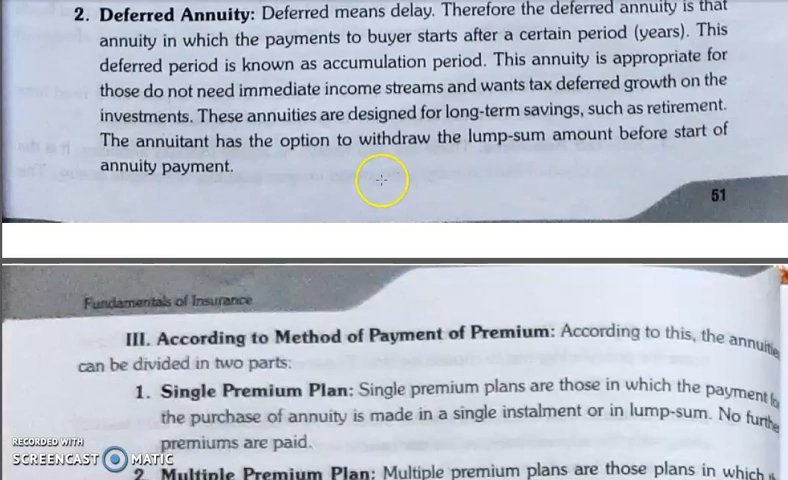 2. Deferred Annuity: Deferred means delay. Therefore the deferred annuity is that
annuity in which the payments to buyer starts after a certain period (years). This
deferred period is known as accumulation period. This annuity is appropriate for
those do not need immediate income streams and wants tax deferred growth on the
investments. These annuities are designed for long-term savings, such as retirement.
The annuitant has the option to withdraw the lump-sum amount before start of
annuity payment.
51
Fundamentals of Insurance
III. According to Method of Payment of Premium: According to this, the annuitie
can be divided in two parts:
1. Single Premium Plan: Single premium plans are those in which the payment fo
the purchase of annuity is made in a single instalment or in lump-sum. No furthe
premiums are paid.
RECORDED WITH
SCREENCAST MATIC
2. Multiple Premium Plan: Multiple premium plans are those plans in which